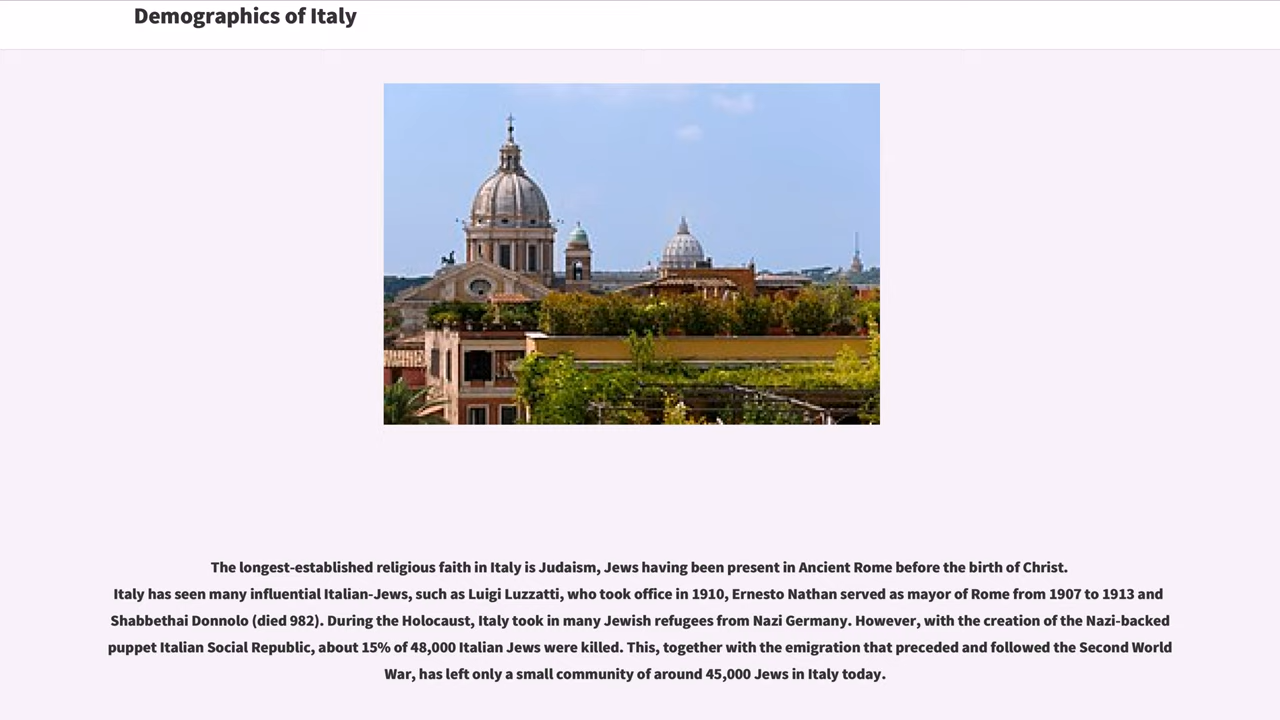 Demographics of Italy
The longest-established religious faith in Italy is Judaism, Jews having been present in Ancient Rome before the birth of Christ.
Italy has seen many influential Italian-Jews, such as Luigi Luzzatti, who took office in 1910, Ernesto Nathan served as mayor of Rome from 1907 to 1913 and
Shabbethai Donnolo (died 982). During the Holocaust, Italy took in many Jewish refugees from Nazi Germany. However, with the creation of the Nazi-backed
puppet Italian Social Republic, about 15% of 48,000 Italian Jews were killed. This, together with the emigration that preceded and followed the Second World
War, has left only a small community of around 45,000 Jews in Italy today.